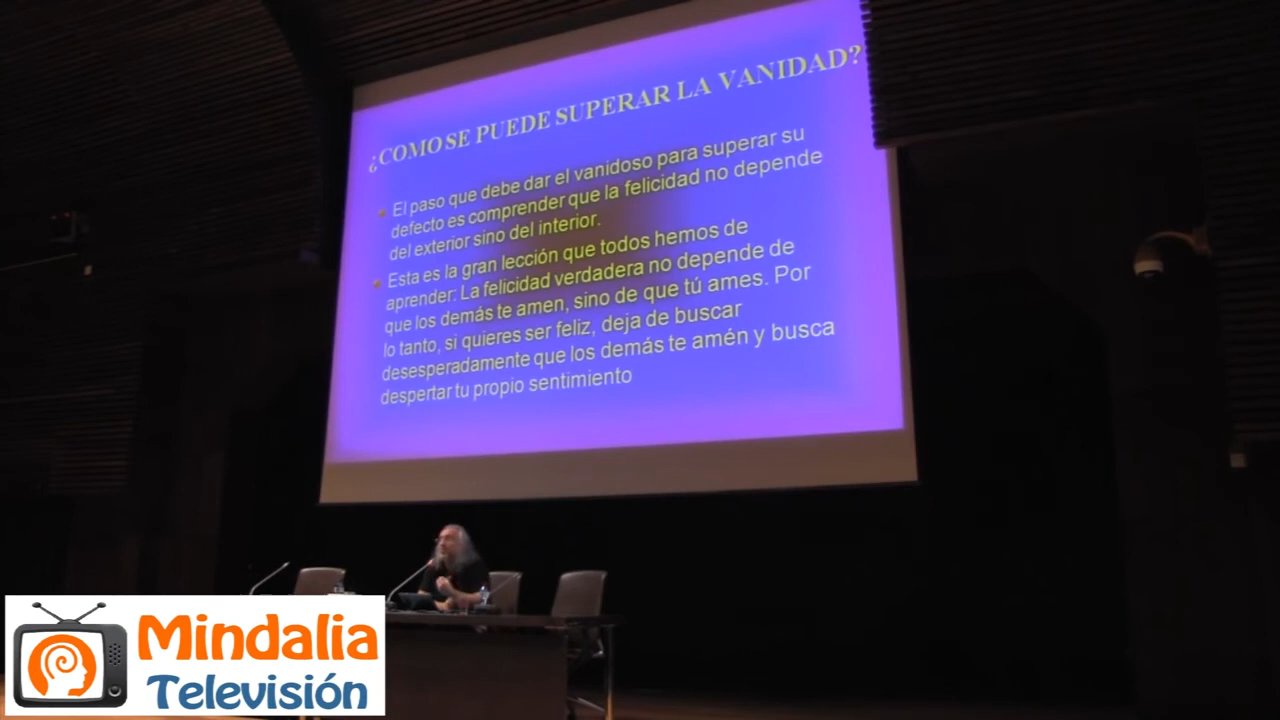 ¿COMO SE PUEDE SUPERAR LA VANIDAD?
El paso que debe dar el vanidoso para superar su
defecto es comprender que la felicidad no depende
del exterior sino del interior.
Esta es la gran lección que todos hemos de
aprender: La felicidad verdadera no depende de
que los demás te amen, sino de que tú ames. Por
lo tanto, si quieres ser feliz, deja de buscar
desesperadamente que los demás te amén y busca
despertar tu propio sentimiento
Mindalia
Televisión